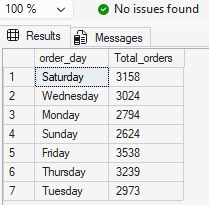 100 %
No issues found
Results
Messages
order_day Total_orders
1 Saturday 3158
2 Wednesday 3024
3 Monday 2794
4 Sunday 2624
5 Friday 3538
6 Thursday 3239
7 Tuesday 2973